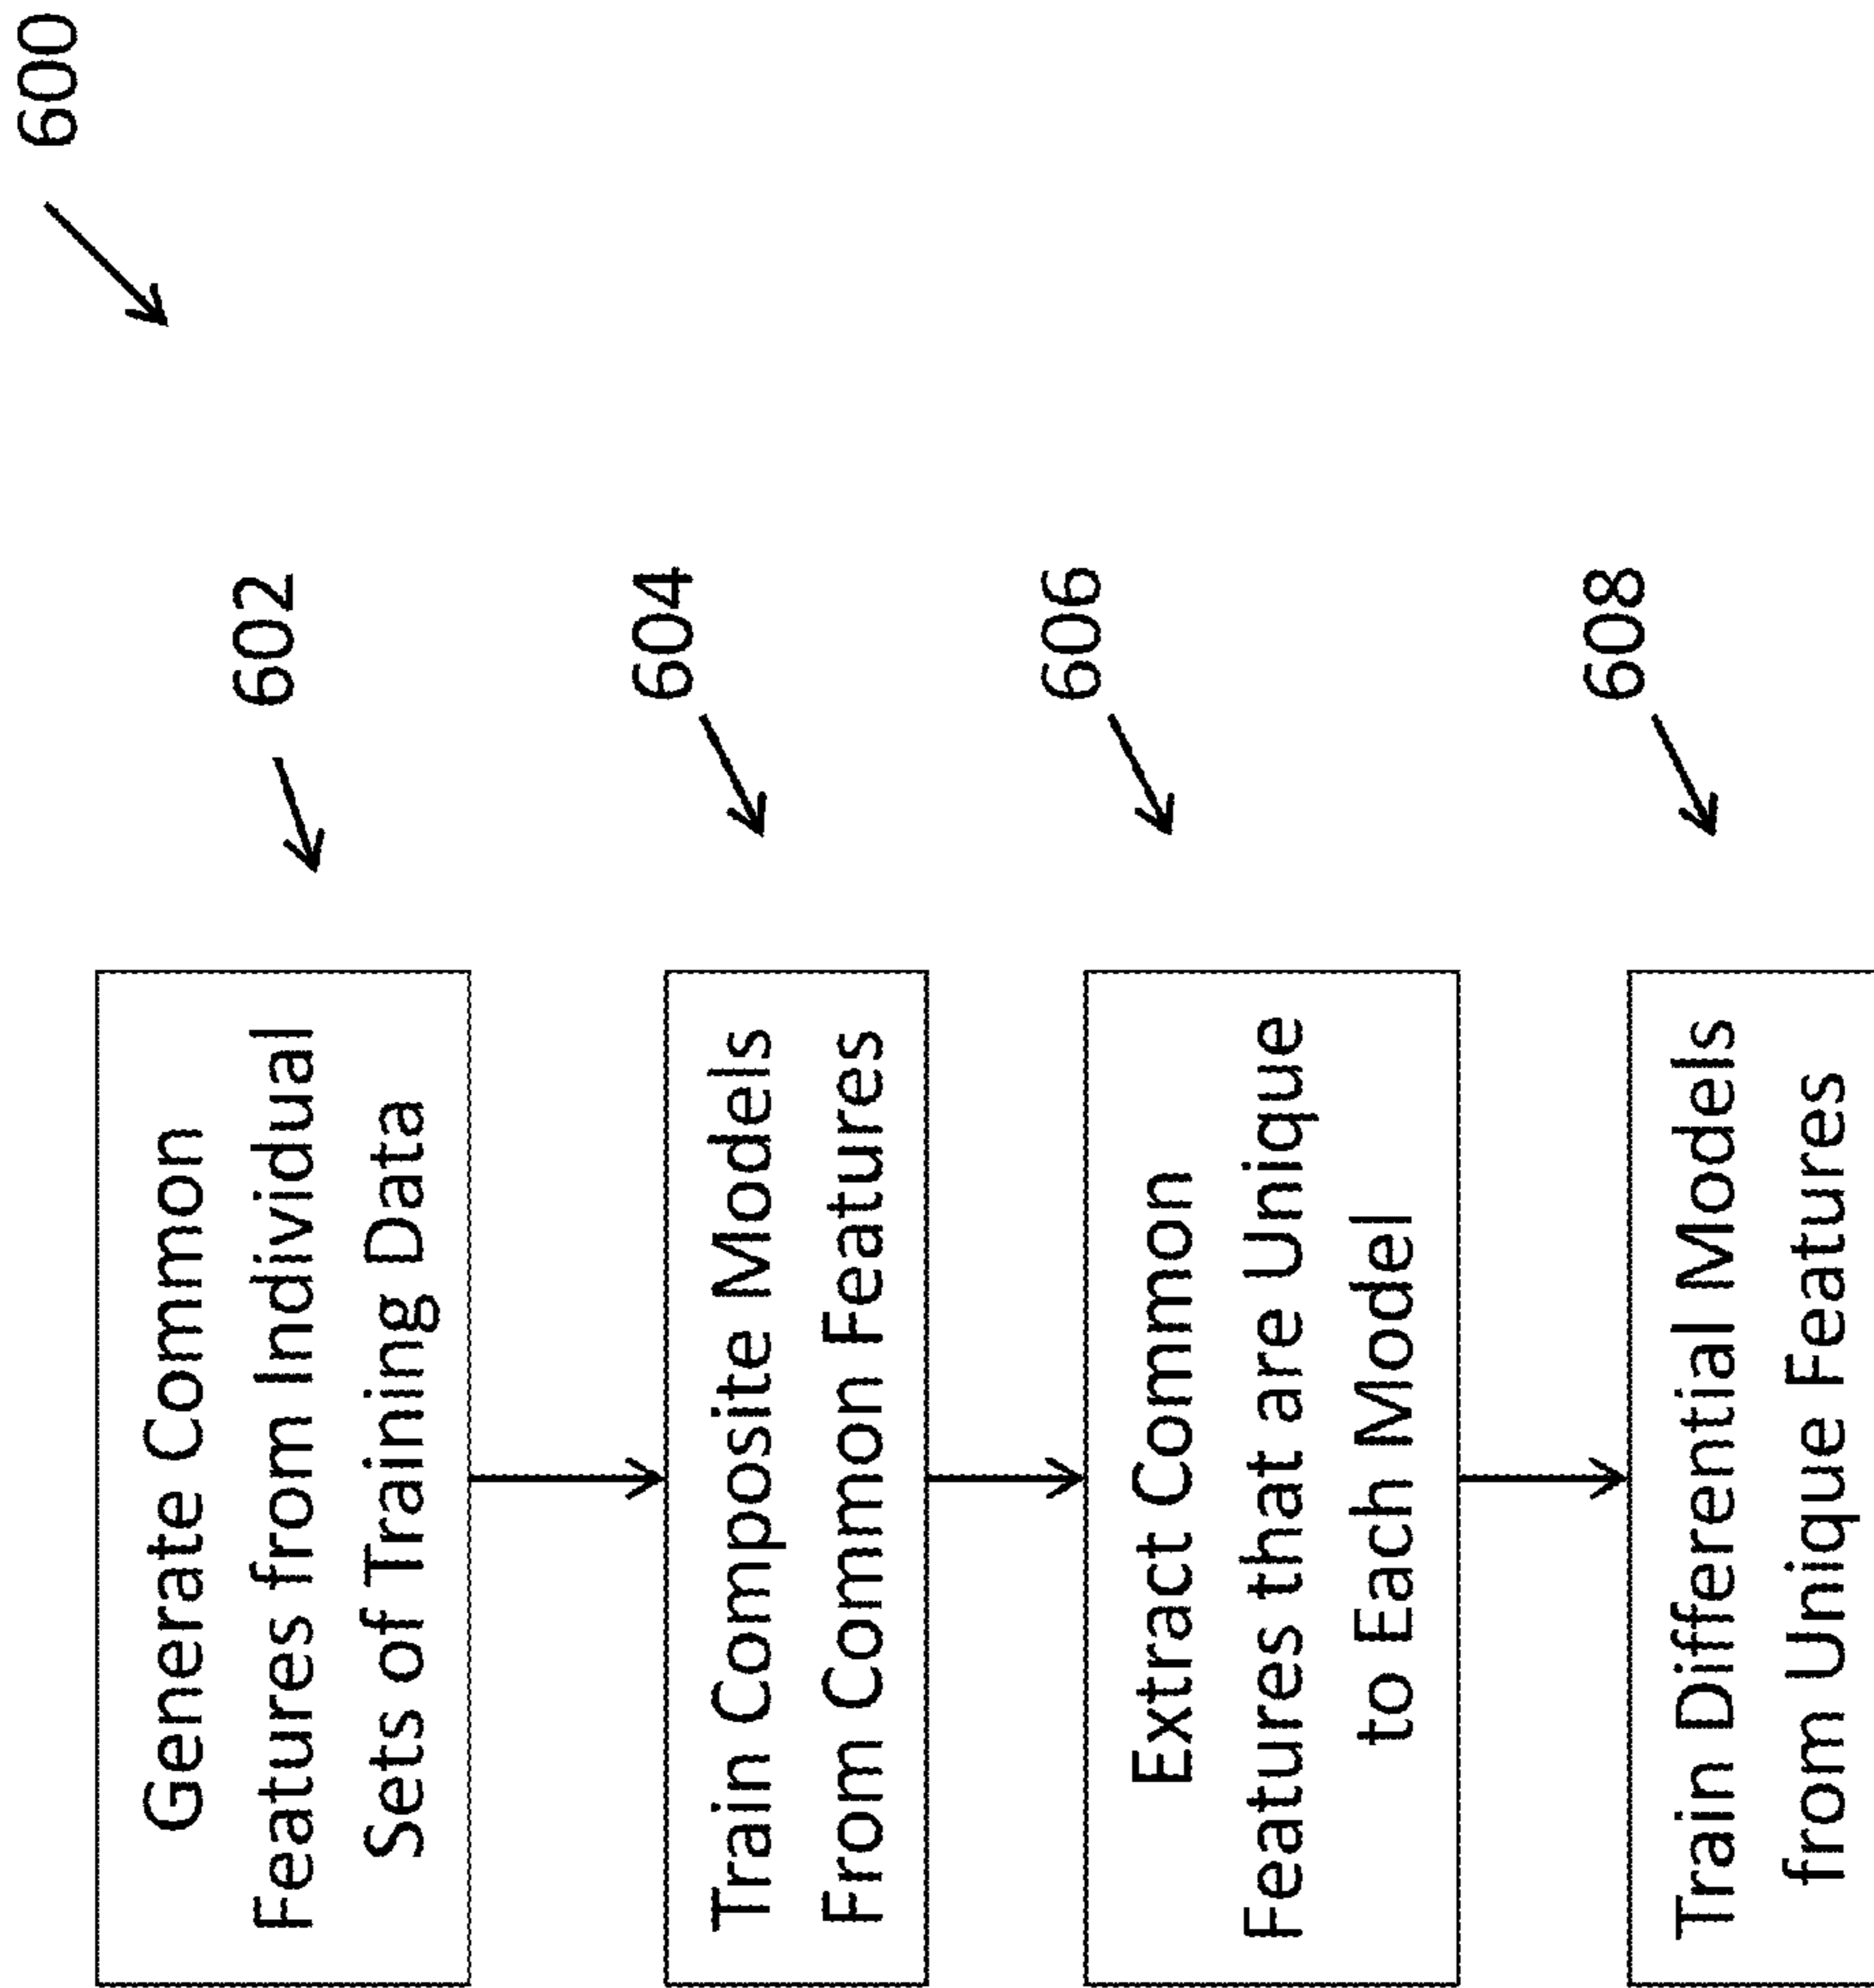 600
602
Generate Common
Features from Individual
Sets of Training Data
604
Train Composite Models
From Common Features
606
Extract Common
Features that are Unique
to Each Model
608
Train Differential Models
from Unique Features